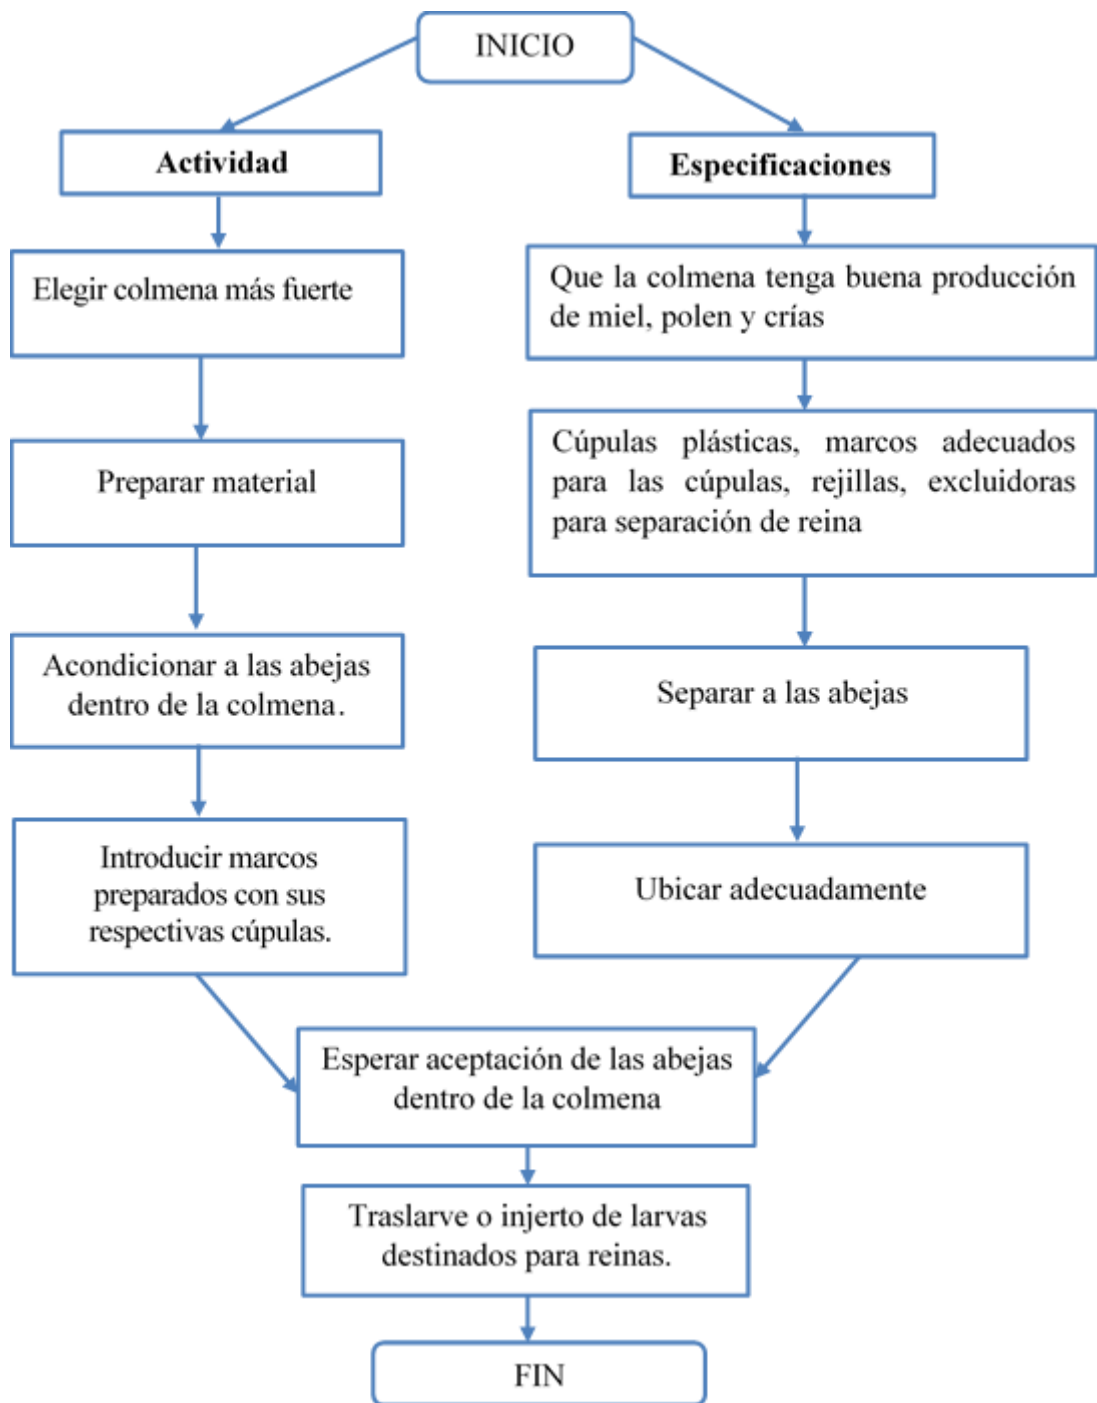 INICIO
Actividad
Especificaciones
Elegir colmena más fuerte
Que la colmena tenga buena producción
de miel, polen y crías
Preparar material
Cúpulas plásticas, marcos adecuados
para las cúpulas, rejillas, excluidoras
para separación de reina
Acondicionar a las abejas
dentro de la colmena.
Separar a las abejas
Introducir marcos
preparados con sus
respectivas cúpulas.
Ubicar adecuadamente
Esperar aceptación de las abejas
dentro de la colmena
Traslarve o injerto de larvas
destinados para reinas.
FIN